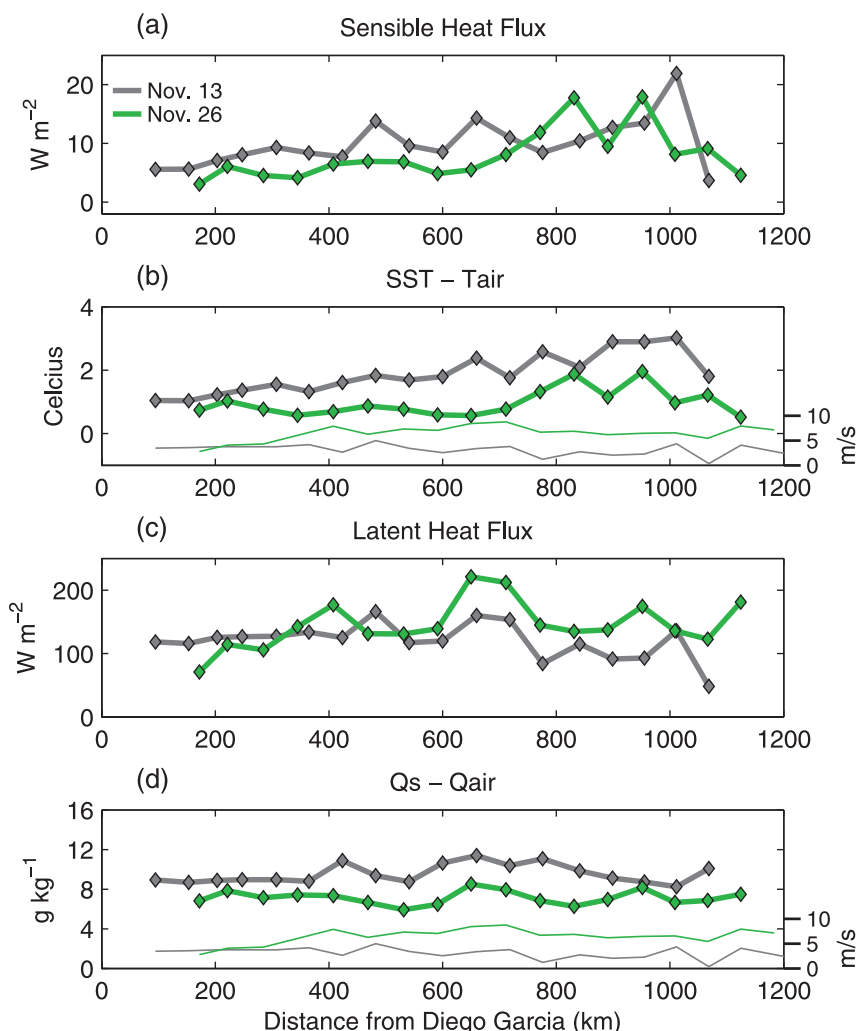 (a) Sensible Heat Flux
20
10
0
W m−2
Nov. 13
Nov. 26
0 200 400 600 800 1000 1200
(b) SST − Tair
4
2
0
Celcius
10
5
0
m/s
0 200 400 600 800 1000 1200
(c) Latent Heat Flux
200
100
0
W m−2
0 200 400 600 800 1000 1200
(d) Qs − Qair
16
12
8
4
0
g kg−1
10
5
0
m/s
0 200 400 600 800 1000 1200
Distance from Diego Garcia (km)